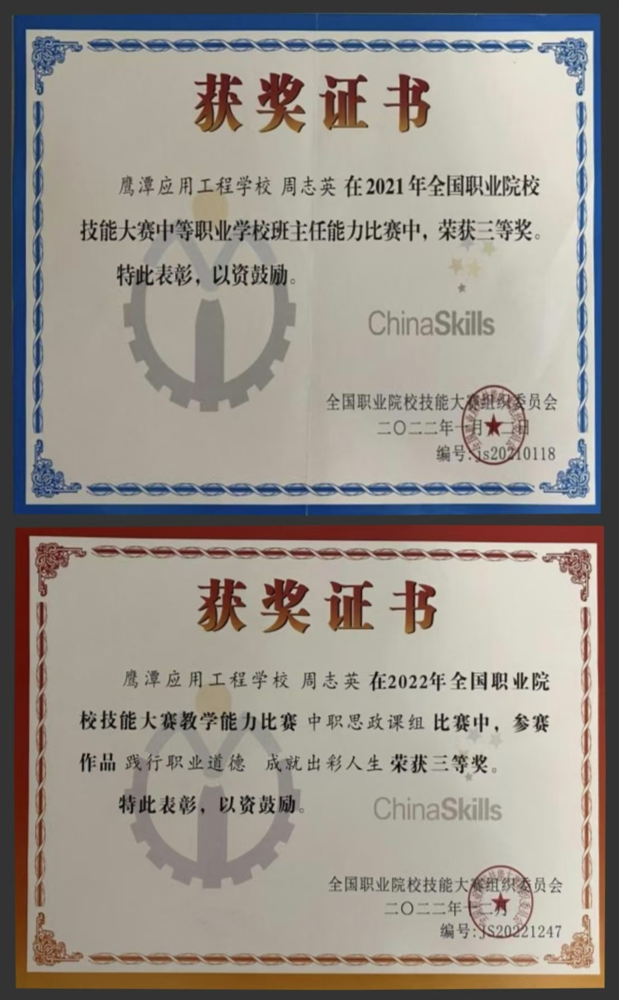 获奖证书
鹰潭应用工程学校 周志英 在2021年全国职业院校
技能大赛中等职业学校班主任能力比赛中，荣获三等奖。
特此表彰，以资鼓励。
ChinaSkills
全国职业院校技能大赛组织委员会
二〇二二年一月十二日
编号:js20210118
获奖证书
鹰潭应用工程学校 周志英 在2022年全国职业院
校技能大赛教学能力比赛 中职思政课组 比赛中，参赛
作品 践行职业道德 成就出彩人生 荣获三等奖。
特此表彰，以资鼓励。
ChinaSkills
全国职业院校技能大赛组织委员会
二〇二二年十二月
编号:JS20221247